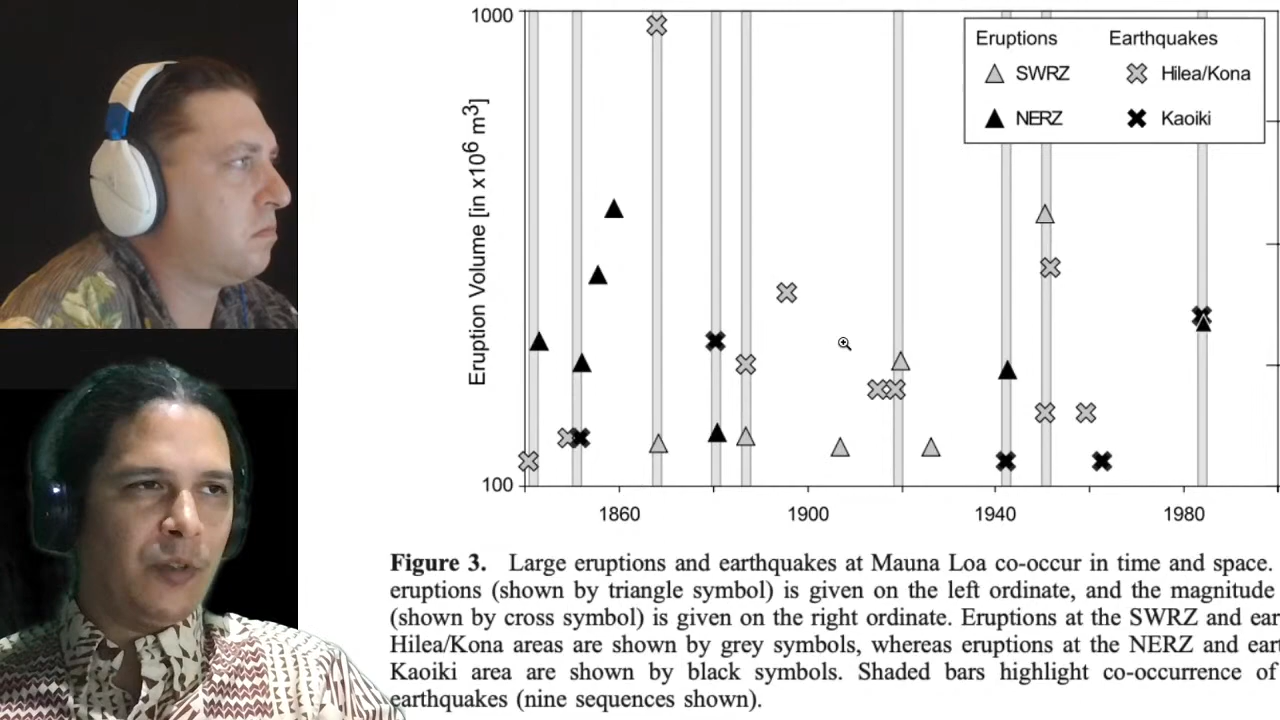 1000
Eruptions Earthquakes
SWRZ Hilea/Kona
NERZ Kaoiki
Eruption Volume [in x10⁶ m³]
100
1860 1900 1940 1980
Figure 3. Large eruptions and earthquakes at Mauna Loa co-occur in time and space.
eruptions (shown by triangle symbol) is given on the left ordinate, and the magnitude
(shown by cross symbol) is given on the right ordinate. Eruptions at the SWRZ and ear
Hilea/Kona areas are shown by grey symbols, whereas eruptions at the NERZ and eart
Kaoiki area are shown by black symbols. Shaded bars highlight co-occurrence of
earthquakes (nine sequences shown).